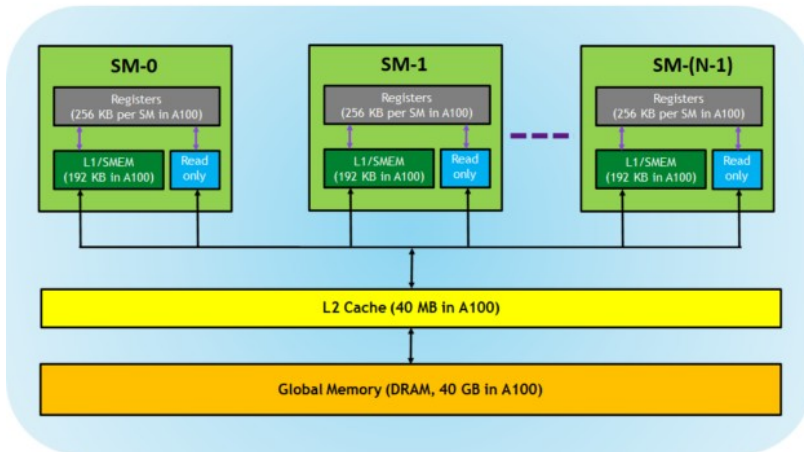 SM-0
SM-1
SM-(N-1)
Registers
(256 KB per SM in A100)
Registers
(256 KB per SM in A100)
Registers
(256 KB per SM in A100)
L1/SMEM
(192 KB in A100)
Read
only
L1/SMEM
(192 KB in A100)
Read
only
L1/SMEM
(192 KB in A100)
Read
only
L2 Cache (40 MB in A100)
Global Memory (DRAM, 40 GB in A100)